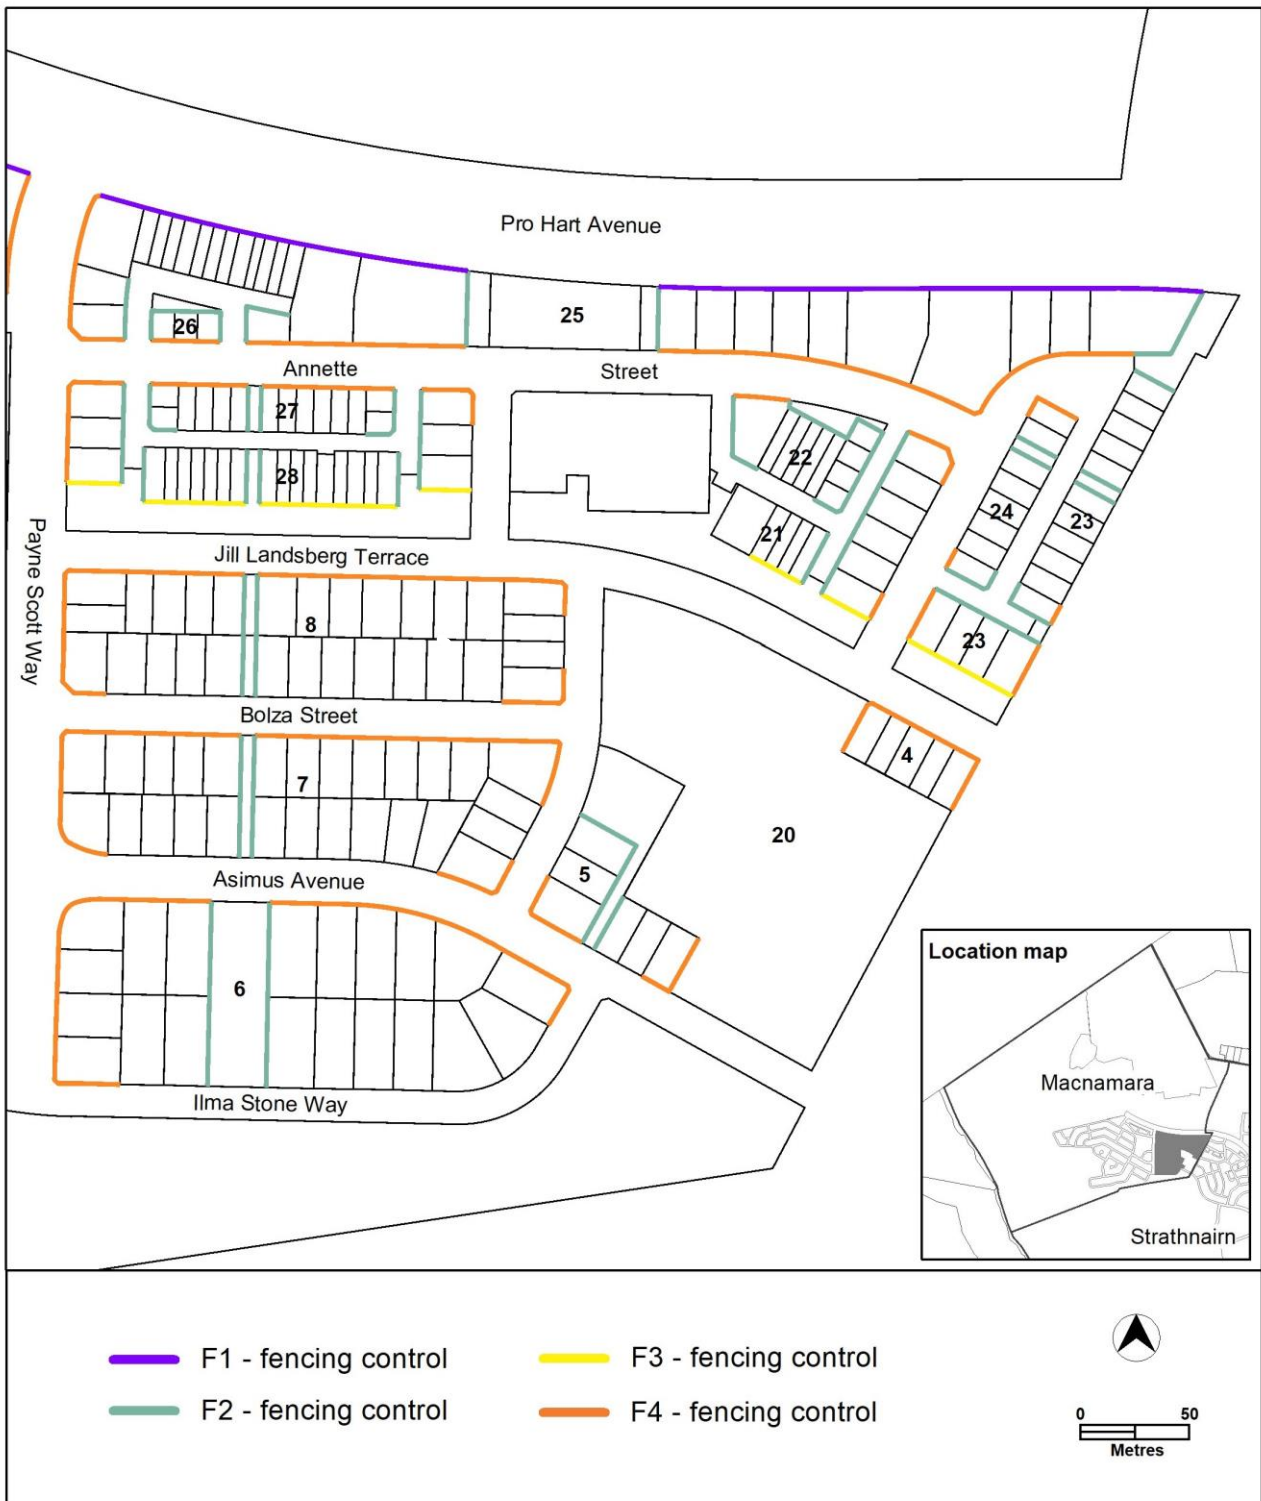 Pro Hart Avenue
25
26
Annette
Street
27
22
28
24
23
21
Payne Scott Way
Jill Landsberg Terrace
8
23
Bolza Street
4
7
20
5
Asimus Avenue
6
Ilma Stone Way
Location map
Macnamara
Strathnairn
F1 - fencing control
F3 - fencing control
F2 - fencing control
F4 - fencing control
0 50
Metres